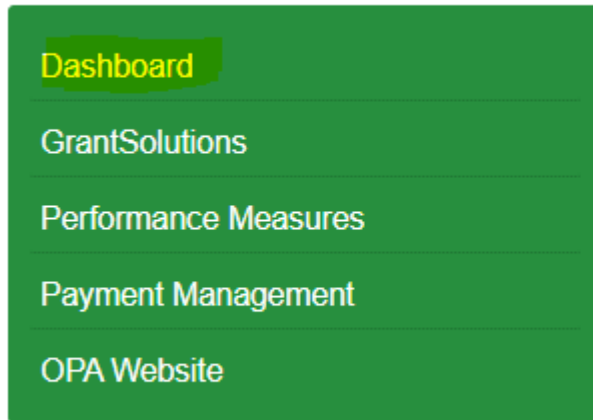 Dashboard
GrantSolutions
Performance Measures
Payment Management
OPA Website